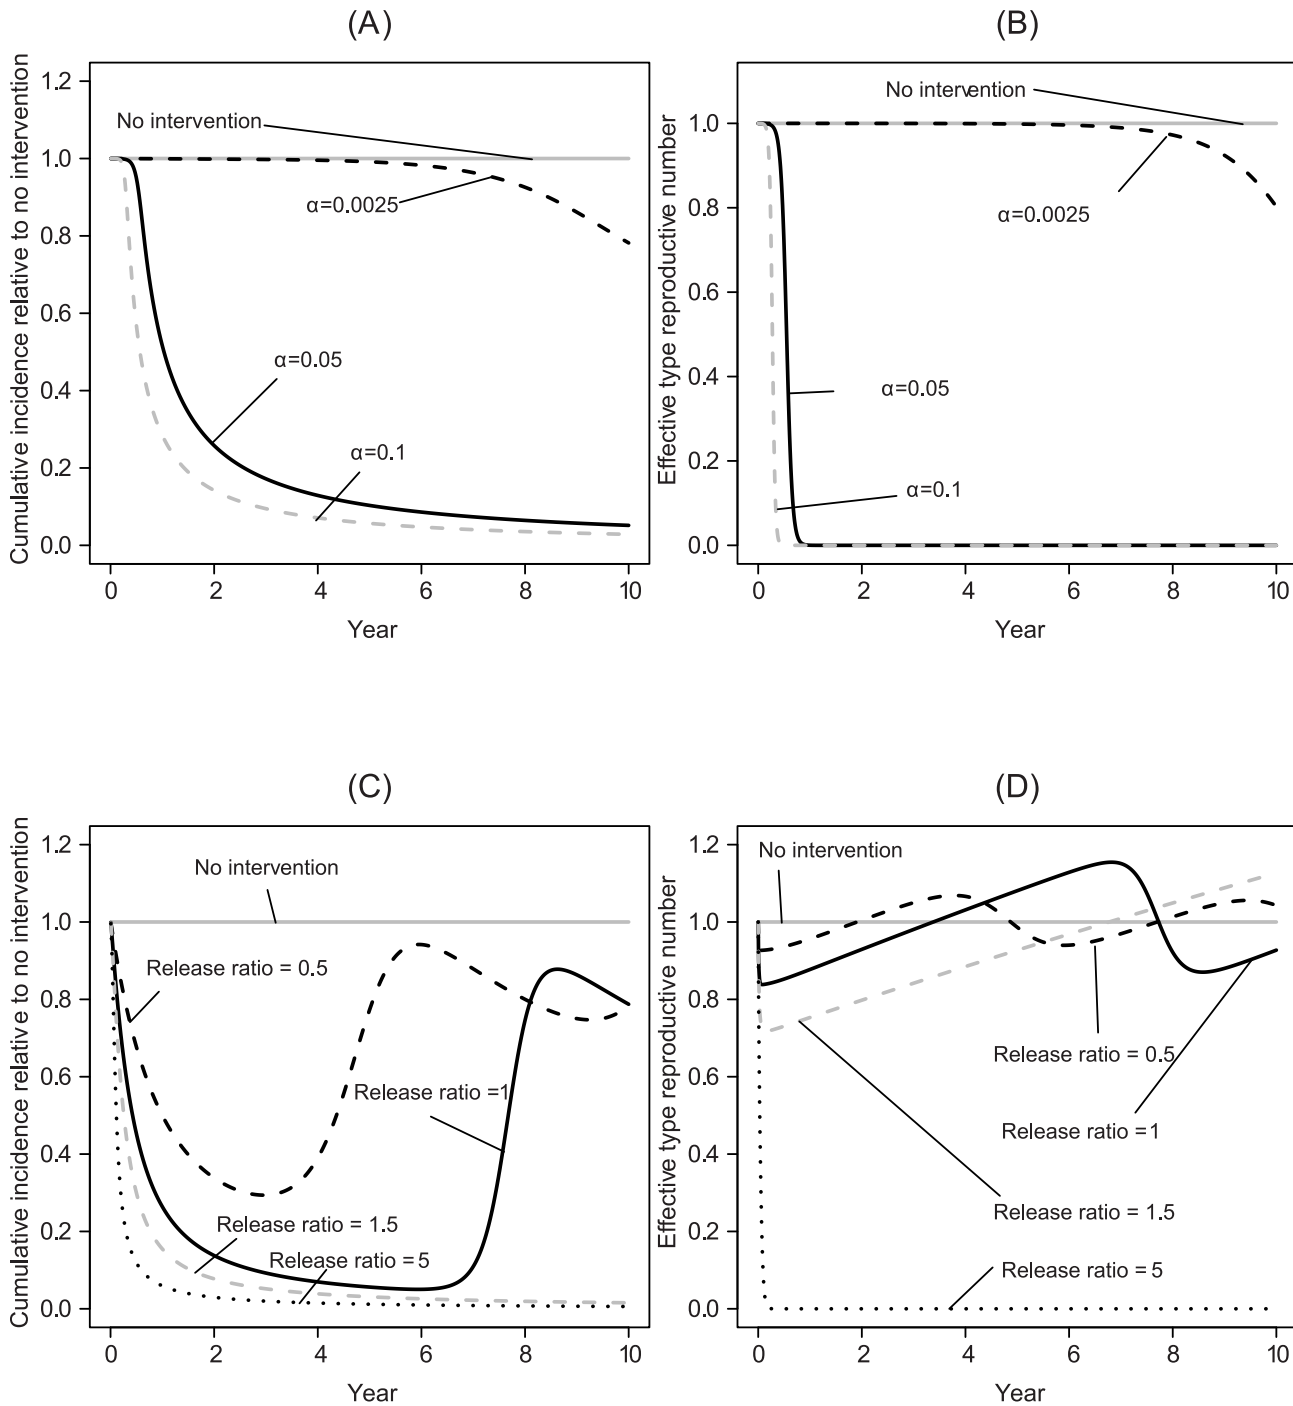 (A)
Cumulative incidence relative to no intervention
1.2
1.0
0.8
0.6
0.4
0.2
0.0
No intervention
α=0.0025
α=0.05
α=0.1
0 2 4 6 8 10
Year
(B)
Effective type reproductive number
1.0
0.8
0.6
0.4
0.2
0.0
No intervention
α=0.0025
α=0.05
α=0.1
0 2 4 6 8 10
Year
(C)
Cumulative incidence relative to no intervention
1.2
1.0
0.8
0.6
0.4
0.2
0.0
No intervention
Release ratio = 0.5
Release ratio =1
Release ratio = 1.5
Release ratio = 5
0 2 4 6 8 10
Year
(D)
Effective type reproductive number
1.2
1.0
0.8
0.6
0.4
0.2
0.0
No intervention
Release ratio = 0.5
Release ratio =1
Release ratio = 1.5
Release ratio = 5
0 2 4 6 8 10
Year